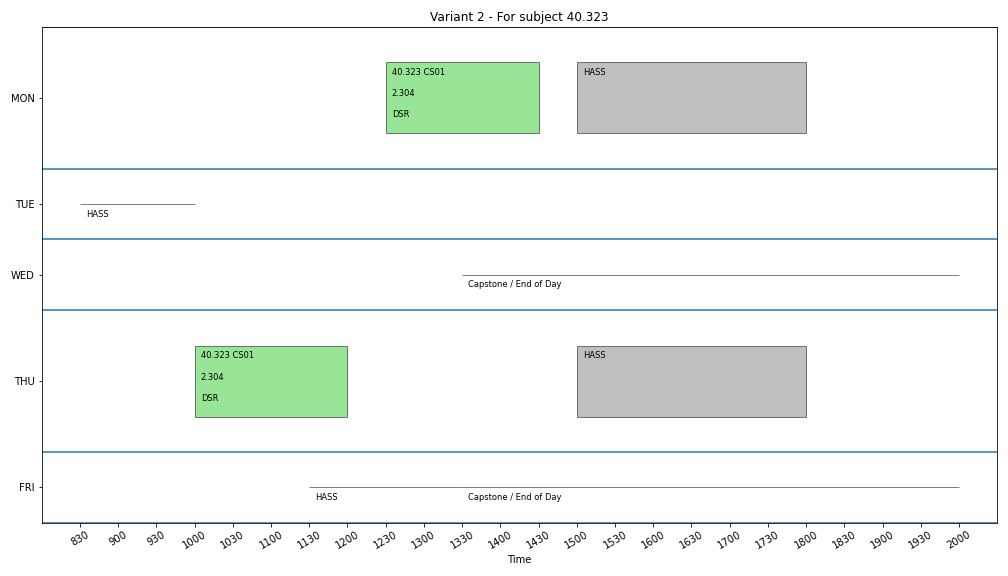 Variant 2 - For subject 40.323
MON
40.323 CS01
2.304
DSR
HASS
TUE
HASS
WED
Capstone / End of Day
THU
40.323 CS01
2.304
DSR
HASS
FRI
HASS
Capstone / End of Day
830 900 930 1000 1030 1100 1130 1200 1230 1300 1330 1400 1430 1500 1530 1600 1630 1700 1730 1800 1830 1900 1930 2000
Time